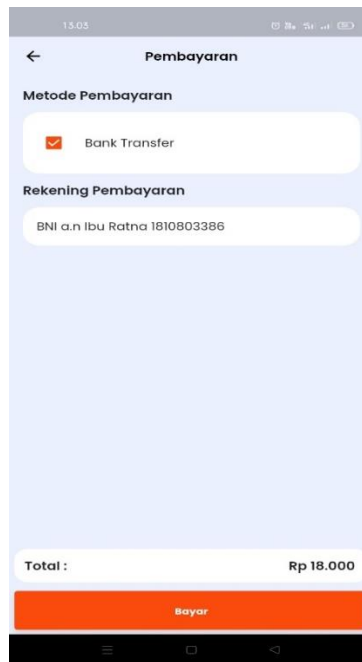 13.03
Pembayaran
Metode Pembayaran
Bank Transfer
Rekening Pembayaran
BNI a.n Ibu Ratna 1810803386
Total :
Rp 18.000
Bayar